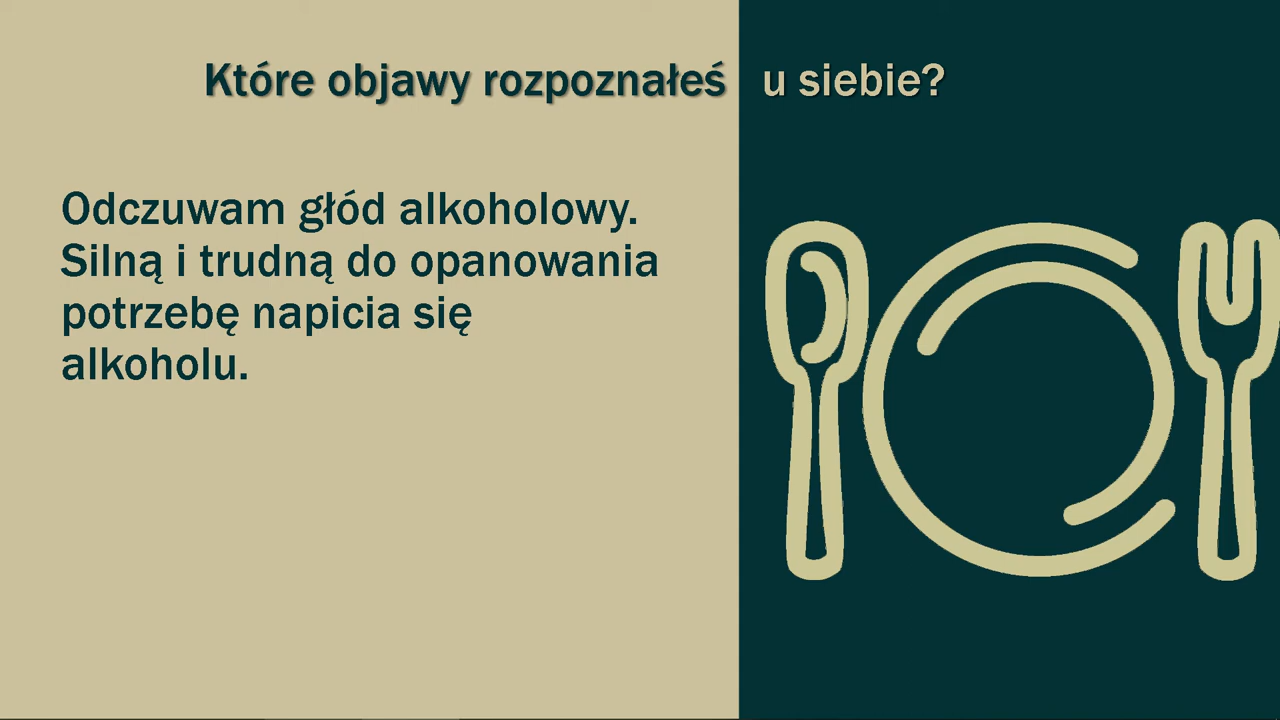 Które objawy rozpoznałeś u siebie?
Odczuwam głód alkoholowy.
Silną i trudną do opanowania
potrzebę napicia się
alkoholu.